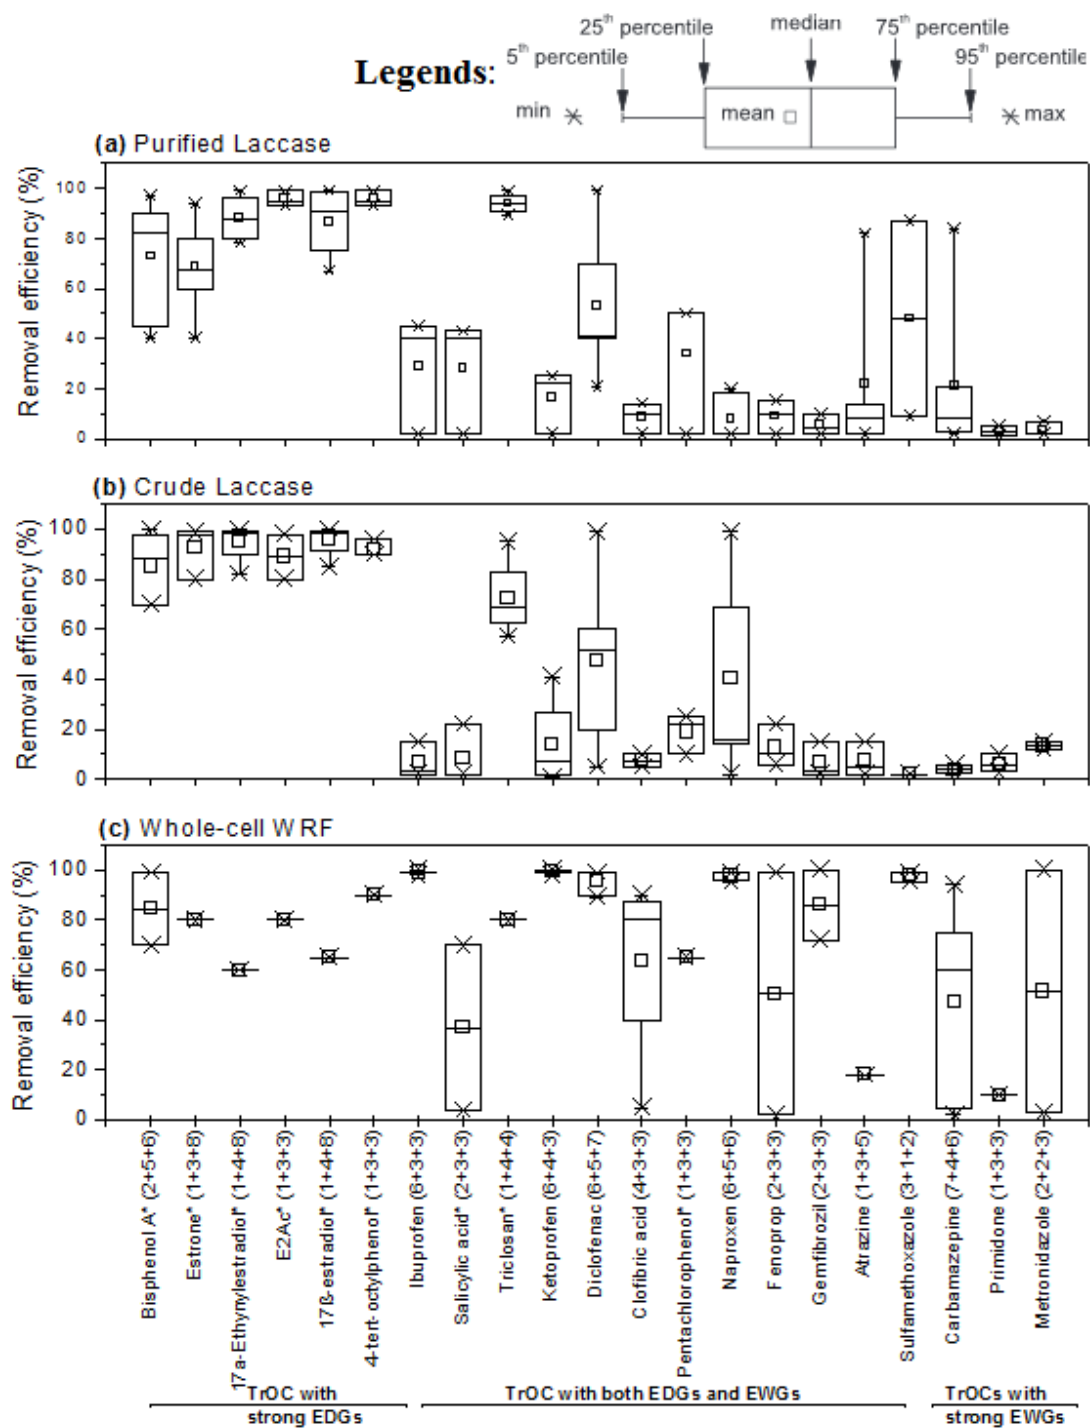 25th percentile
median
75th percentile
5th percentile
95th percentile
Legends:
min
mean
max
(a) Purified Laccase
Removal efficiency (%)
100
80
60
40
20
0
(b) Crude Laccase
Removal efficiency (%)
100
80
60
40
20
0
(c) Whole-cell WRF
Removal efficiency (%)
100
80
60
40
20
0
Bisphenol A* (2+5+6)
Estrone* (1+3+8)
17a-Ethynylestradiol* (1+4+8)
E2Ac* (1+3+3)
17ß-estradiol* (1+4+8)
4-tert-octylphenol* (1+3+3)
Ibuprofen (6+3+3)
Salicylic acid* (2+3+3)
Triclosan* (1+4+4)
Ketoprofen (6+4+3)
Diclofenac (6+5+7)
Clofibric acid (4+3+3)
Pentachlorophenol* (1+3+3)
Naproxen (6+5+6)
Fenoprop (2+3+3)
Gemfibrozil (2+3+3)
Atrazine (1+3+5)
Sulfamethoxazole (3+1+2)
Carbamazepine (7+4+6)
Primidone (1+3+3)
Metronidazole (2+2+3)
TrOC with
strong EDGs
TrOC with both EDGs and EWGs
TrOCs with
strong EWGs